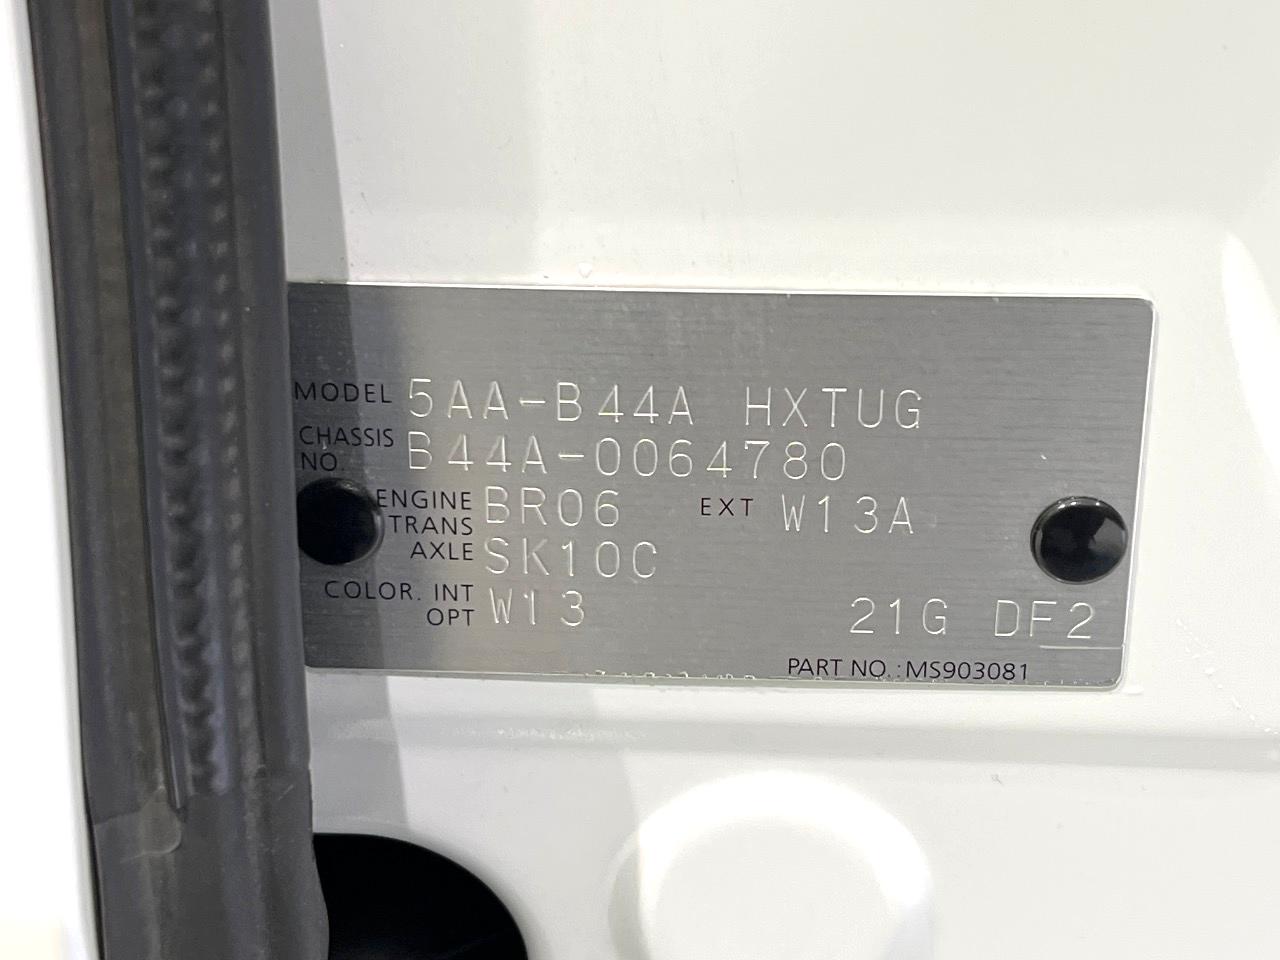 MODEL 5AA-B44A HXTUG
CHASSIS NO. B44A-0064780
ENGINE BR06 EXT W13A
TRANS AXLE SK10C
COLOR. INT OPT W13 21G DF2
PART NO.:MS903081